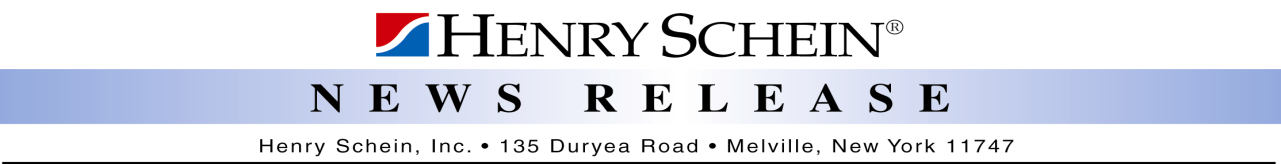 HENRY SCHEIN®
NEWS RELEASE
Henry Schein, Inc. • 135 Duryea Road • Melville, New York 11747